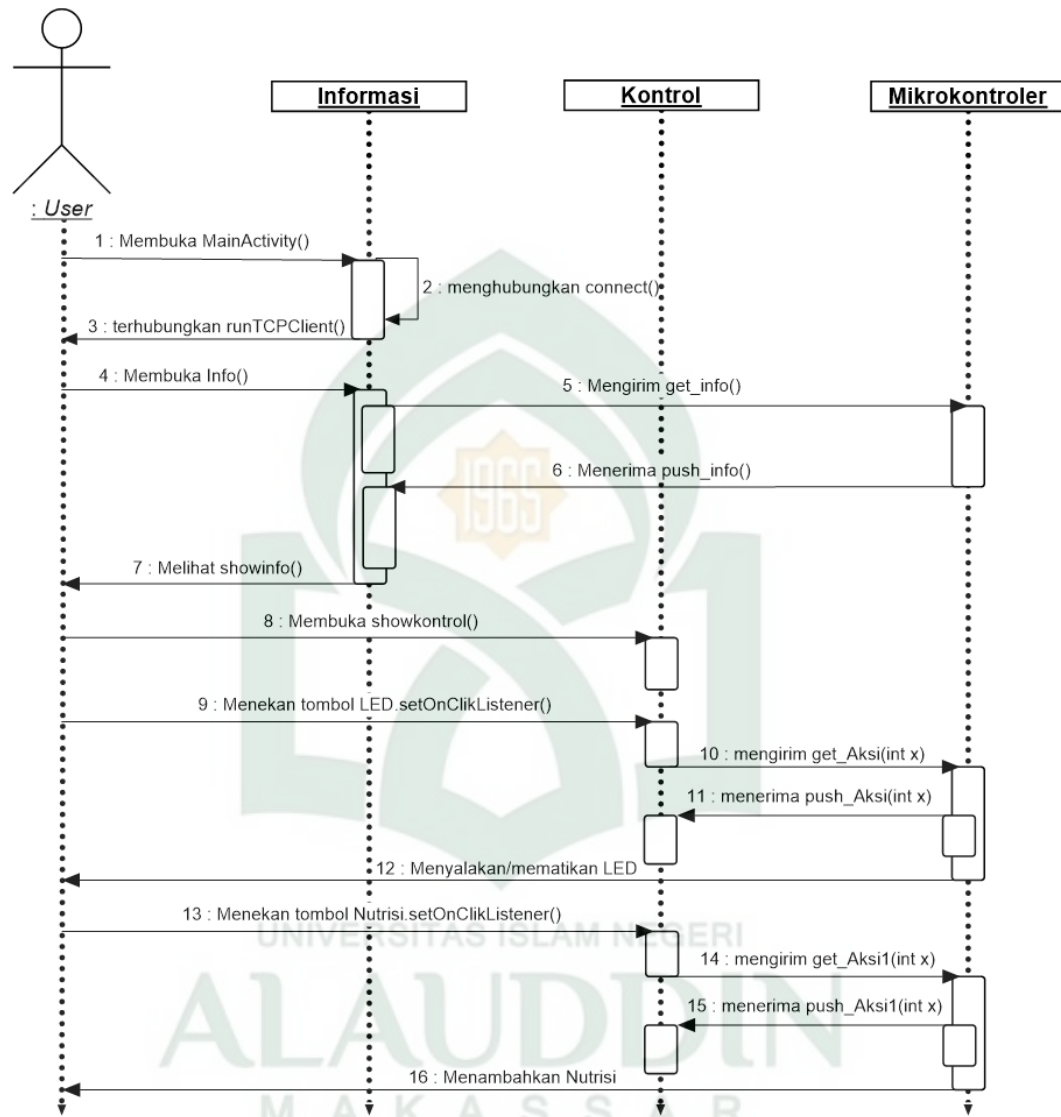 Informasi
Kontrol
Mikrokontroler
: User
1 : Membuka MainActivity()
2 : menghubungkan connect()
3 : terhubungkan runTCPClient()
4 : Membuka Info()
5 : Mengirim get_info()
6 : Menerima push_info()
1965
7 : Melihat showinfo()
8 : Membuka showkontrol()
9 : Menekan tombol LED.setOnClikListener()
10 : mengirim get_Aksi(int x)
11 : menerima push_Aksi(int x)
12 : Menyalakan/mematikan LED
13 : Menekan tombol Nutrisi.setOnClikListener()
UNIVERSITAS ISLAM NEGERI
14 : mengirim get_Aksi1(int x)
ALAUDDIN
15 : menerima push_Aksi1(int x)
16 : Menambahkan Nutrisi
MAKASSAR